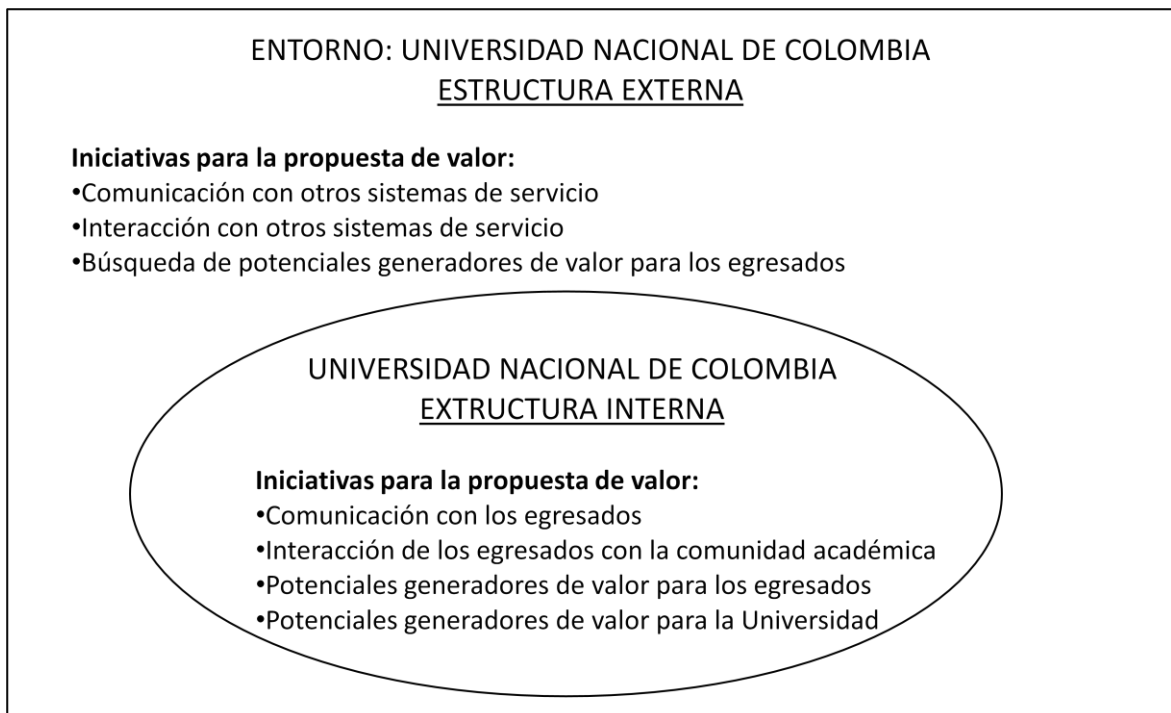 ENTORNO: UNIVERSIDAD NACIONAL DE COLOMBIA
ESTRUCTURA EXTERNA
Iniciativas para la propuesta de valor:
•Comunicación con otros sistemas de servicio
•Interacción con otros sistemas de servicio
•Búsqueda de potenciales generadores de valor para los egresados
UNIVERSIDAD NACIONAL DE COLOMBIA
EXTRUCTURA INTERNA
Iniciativas para la propuesta de valor:
•Comunicación con los egresados
•Interacción de los egresados con la comunidad académica
•Potenciales generadores de valor para los egresados
•Potenciales generadores de valor para la Universidad